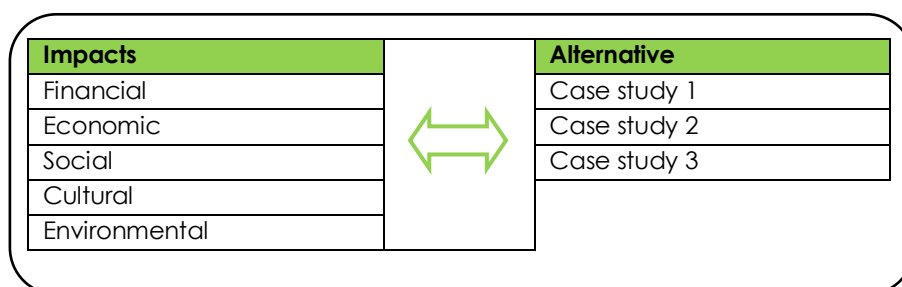 Impacts
Financial
Economic
Social
Cultural
Environmental
Alternative
Case study 1
Case study 2
Case study 3